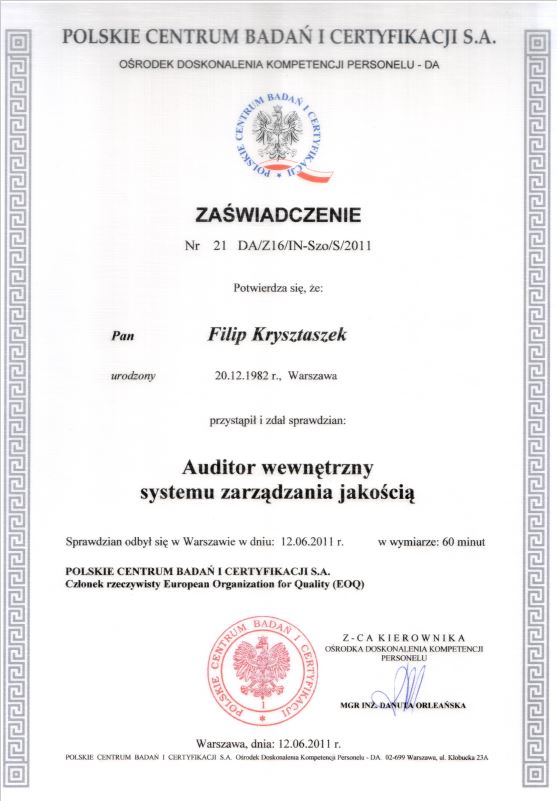 POLSKIE CENTRUM BADAŃ I CERTYFIKACJI S.A.
OŚRODEK DOSKONALENIA KOMPETENCJI PERSONELU - DA
POLSKIE CENTRUM BADAŃ I CERTYFIKACJI
ZAŚWIADCZENIE
Nr 21 DA/Z16/IN-Szo/S/2011
Potwierdza się, że:
Pan Filip Krysztaszek
urodzony 20.12.1982 r., Warszawa
przystąpił i zdał sprawdzian:
Auditor wewnętrzny
systemu zarządzania jakością
Sprawdzian odbył się w Warszawie w dniu: 12.06.2011 r. w wymiarze: 60 minut
POLSKIE CENTRUM BADAŃ I CERTYFIKACJI S.A.
Członek rzeczywisty European Organization for Quality (EOQ)
POLSKIE CENTRUM BADAŃ I CERTYFIKACJI
1
Z-CA KIEROWNIKA
OŚRODKA DOSKONALENIA KOMPETENCJI
PERSONELU
MGR INŻ. DANUTA ORLEAŃSKA
Warszawa, dnia: 12.06.2011 r.
POLSKIE CENTRUM BADAŃ I CERTYFIKACJI S.A. Ośrodek Doskonalenia Kompetencji Personelu - DA. 02-699 Warszawa, ul. Kłobucka 23A